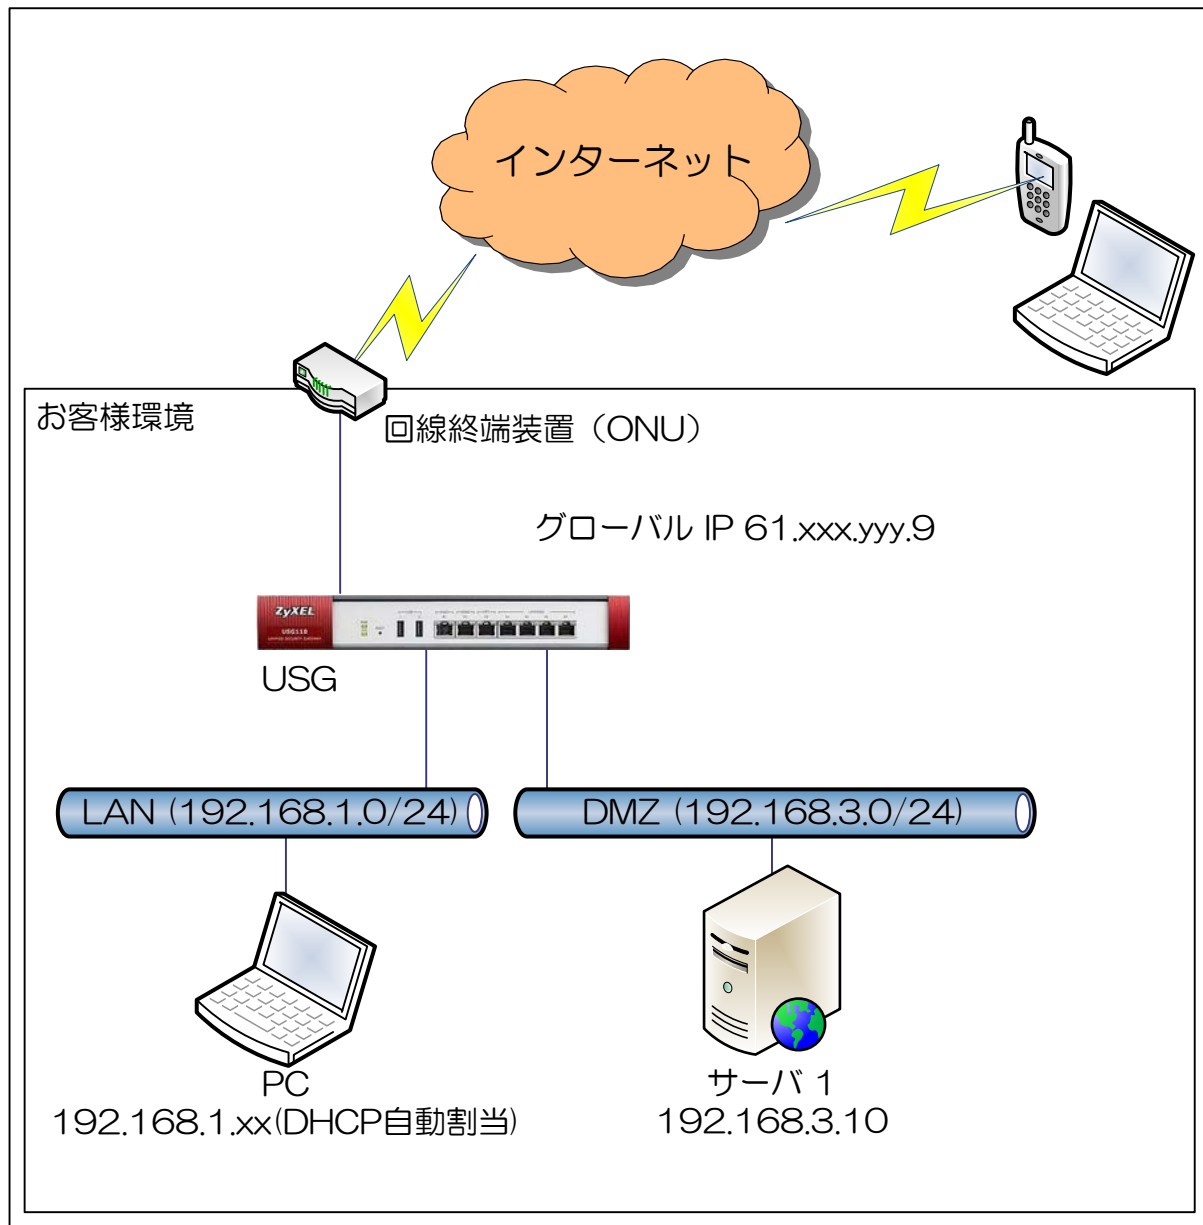 インターネット
お客様環境
回線終端装置（ONU）
グローバル IP 61.xxx.yyy.9
ZyXEL
USG110
USG
LAN (192.168.1.0/24)
DMZ (192.168.3.0/24)
PC
192.168.1.xx(DHCP自動割当)
サーバ 1
192.168.3.10